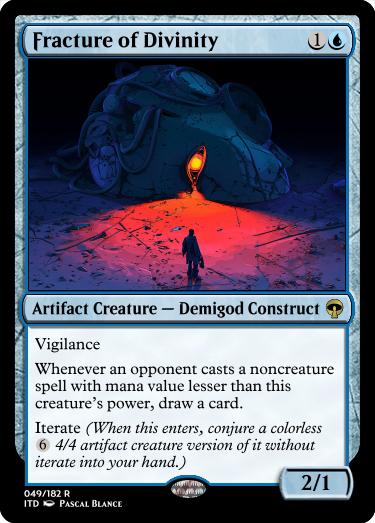 Fracture of Divinity 1
Artifact Creature — Demigod Construct
Vigilance
Whenever an opponent casts a noncreature
spell with mana value lesser than this
creature's power, draw a card.
Iterate (When this enters, conjure a colorless
6 4/4 artifact creature version of it without
iterate into your hand.)
2/1
049/182 R
ITD Pascal Blance